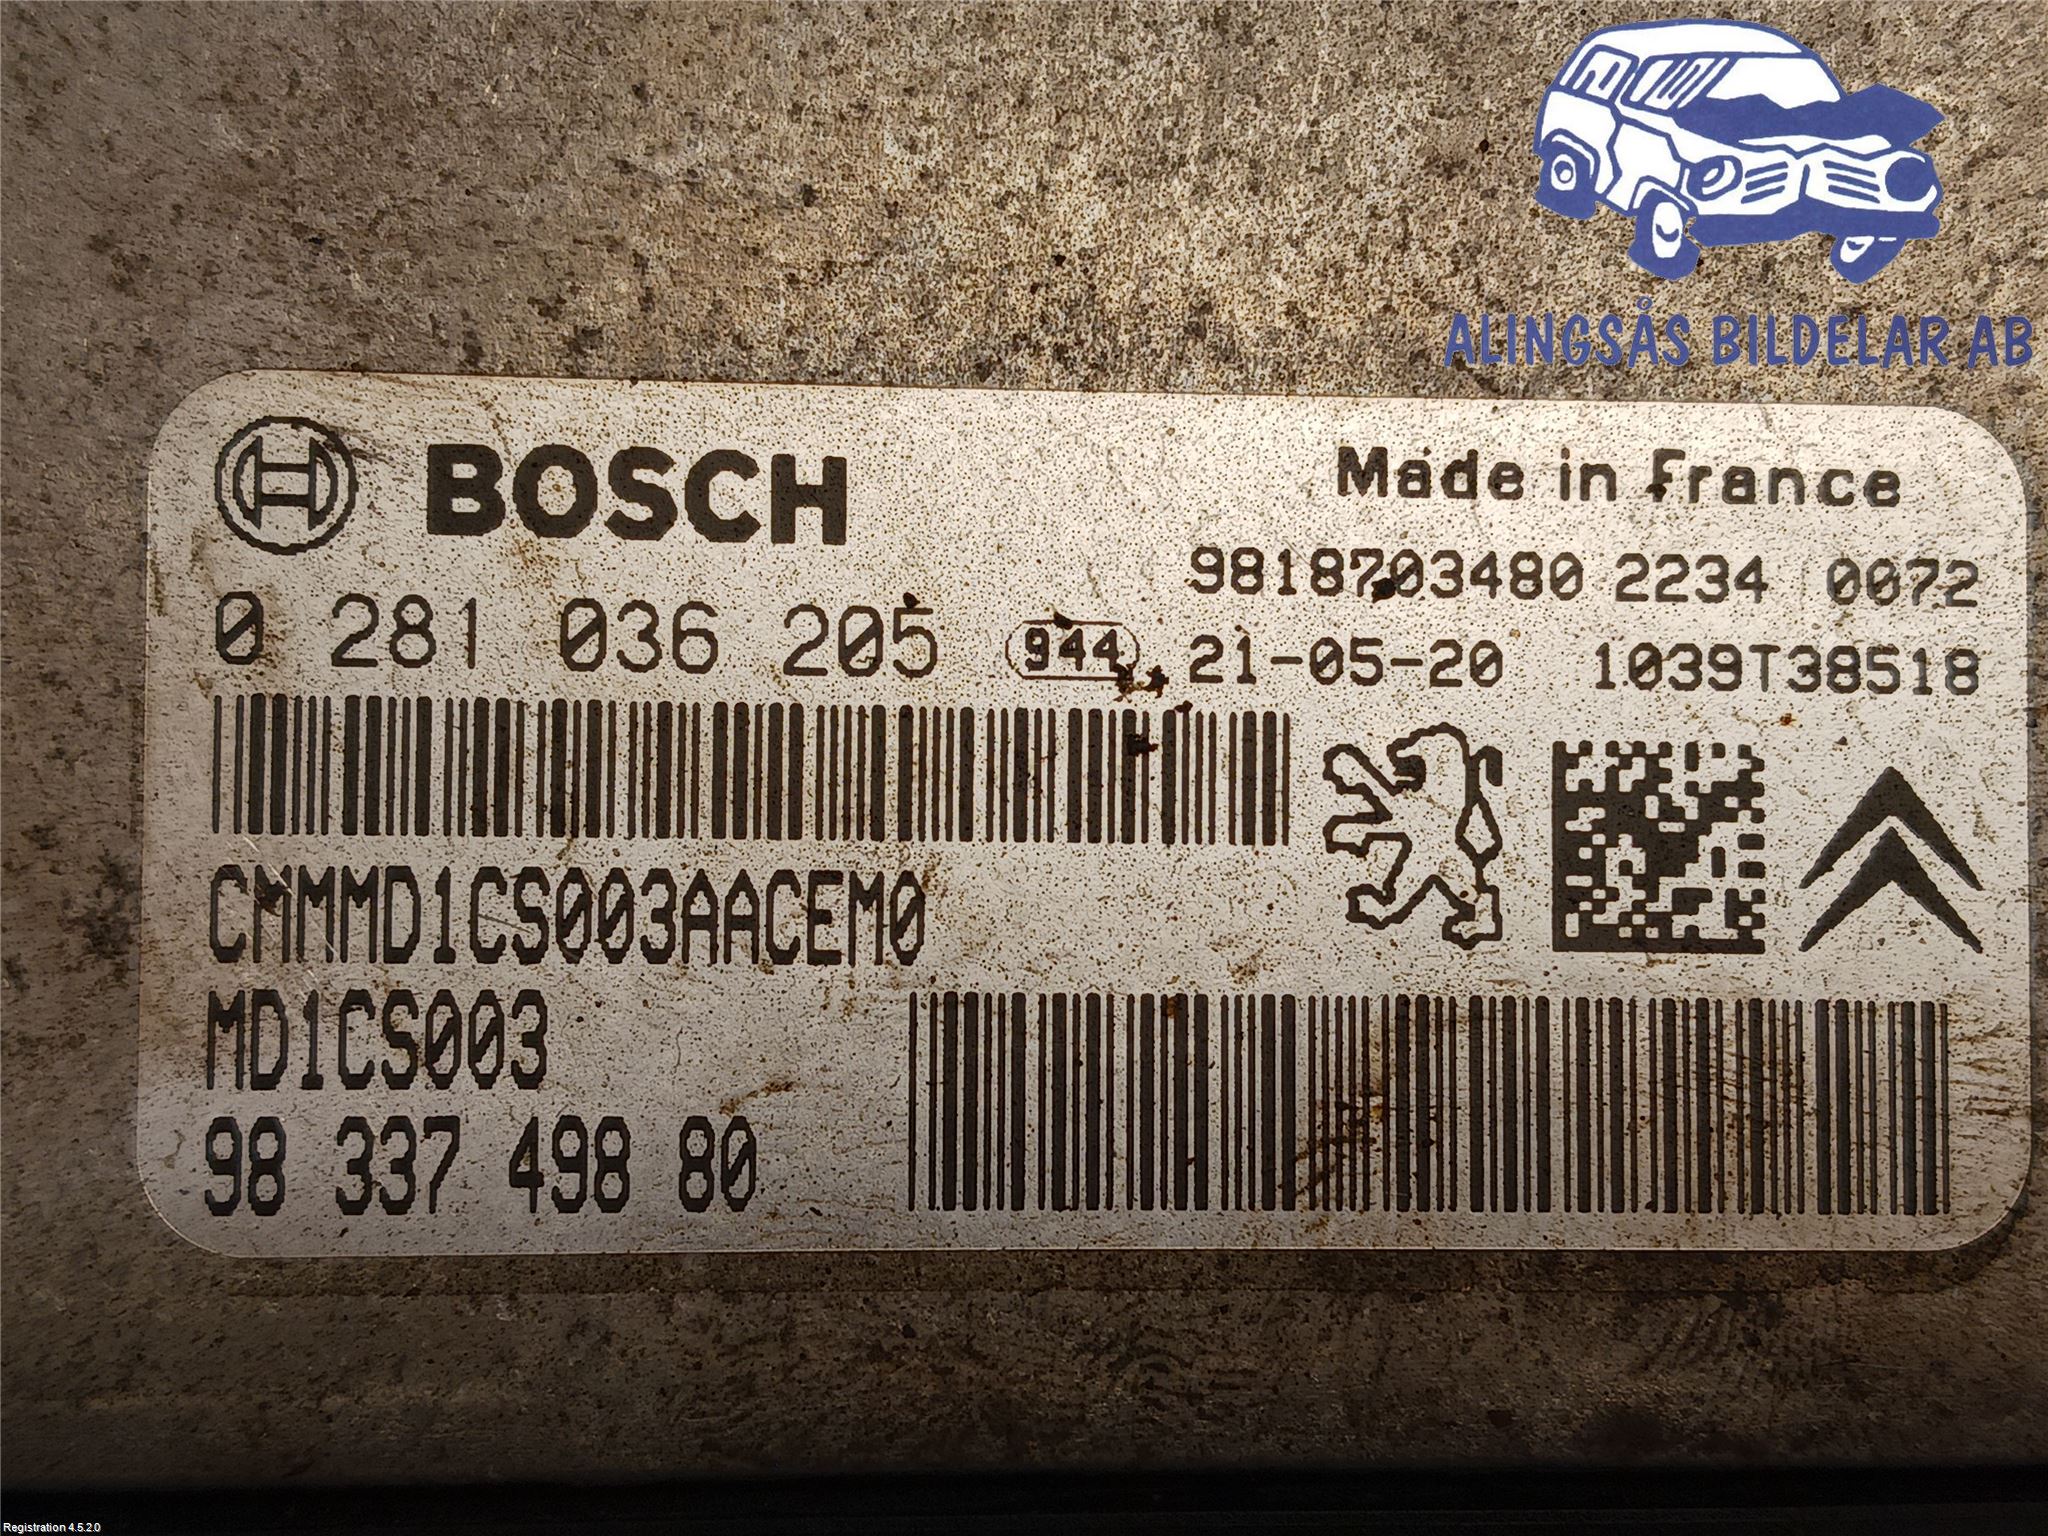 ALINGSÅS BILDELAR AB
BOSCH
Made in France
9818703480 2234 0072
0 281 036 205 944 21-05-20 1039T38518
CMMMD1CS003AACEM0
MD1CS003
98 337 498 80
Registration 4.5.2.0